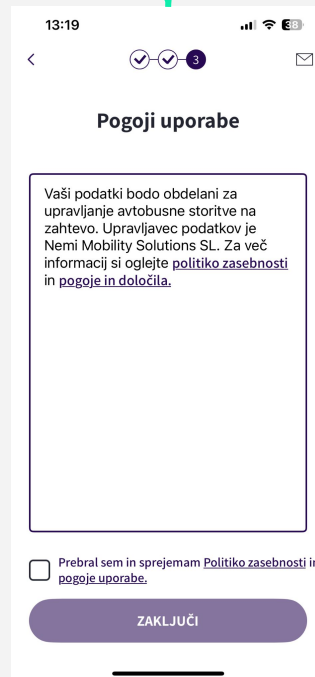 13:19
38
3
Pogoji uporabe
Vaši podatki bodo obdelani za
upravljanje avtobusne storitve na
zahtevo. Upravljavec podatkov je
Nemi Mobility Solutions SL. Za več
informacij si oglejte politiko zasebnosti
in pogoje in določila.
Prebral sem in sprejemam Politiko zasebnosti in
pogoje uporabe.
ZAKLJUČI